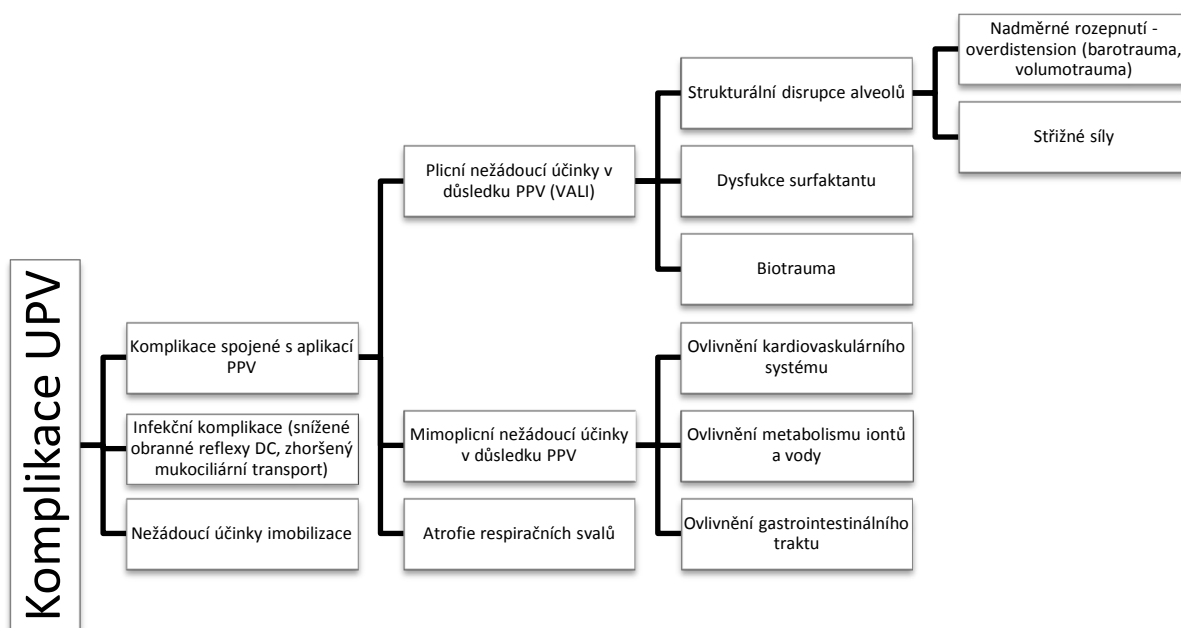 Komplikace UPV
Komplikace spojené s aplikací
PPV
Infekční komplikace (snížené
obranné reflexy DC, zhoršený
mukociliární transport)
Nežádoucí účinky imobilizace
Plicní nežádoucí účinky v
důsledku PPV (VALI)
Mimoplicní nežádoucí účinky
v důsledku PPV
Atrofie respiračních svalů
Strukturální disrupce alveolů
Dysfukce surfaktantu
Biotrauma
Ovlivnění kardiovaskulárního
systému
Ovlivnění metabolismu iontů
a vody
Ovlivnění gastrointestinálního
traktu
Nadměrné rozepnutí -
overdistension (barotrauma,
volumotrauma)
Střižné síly